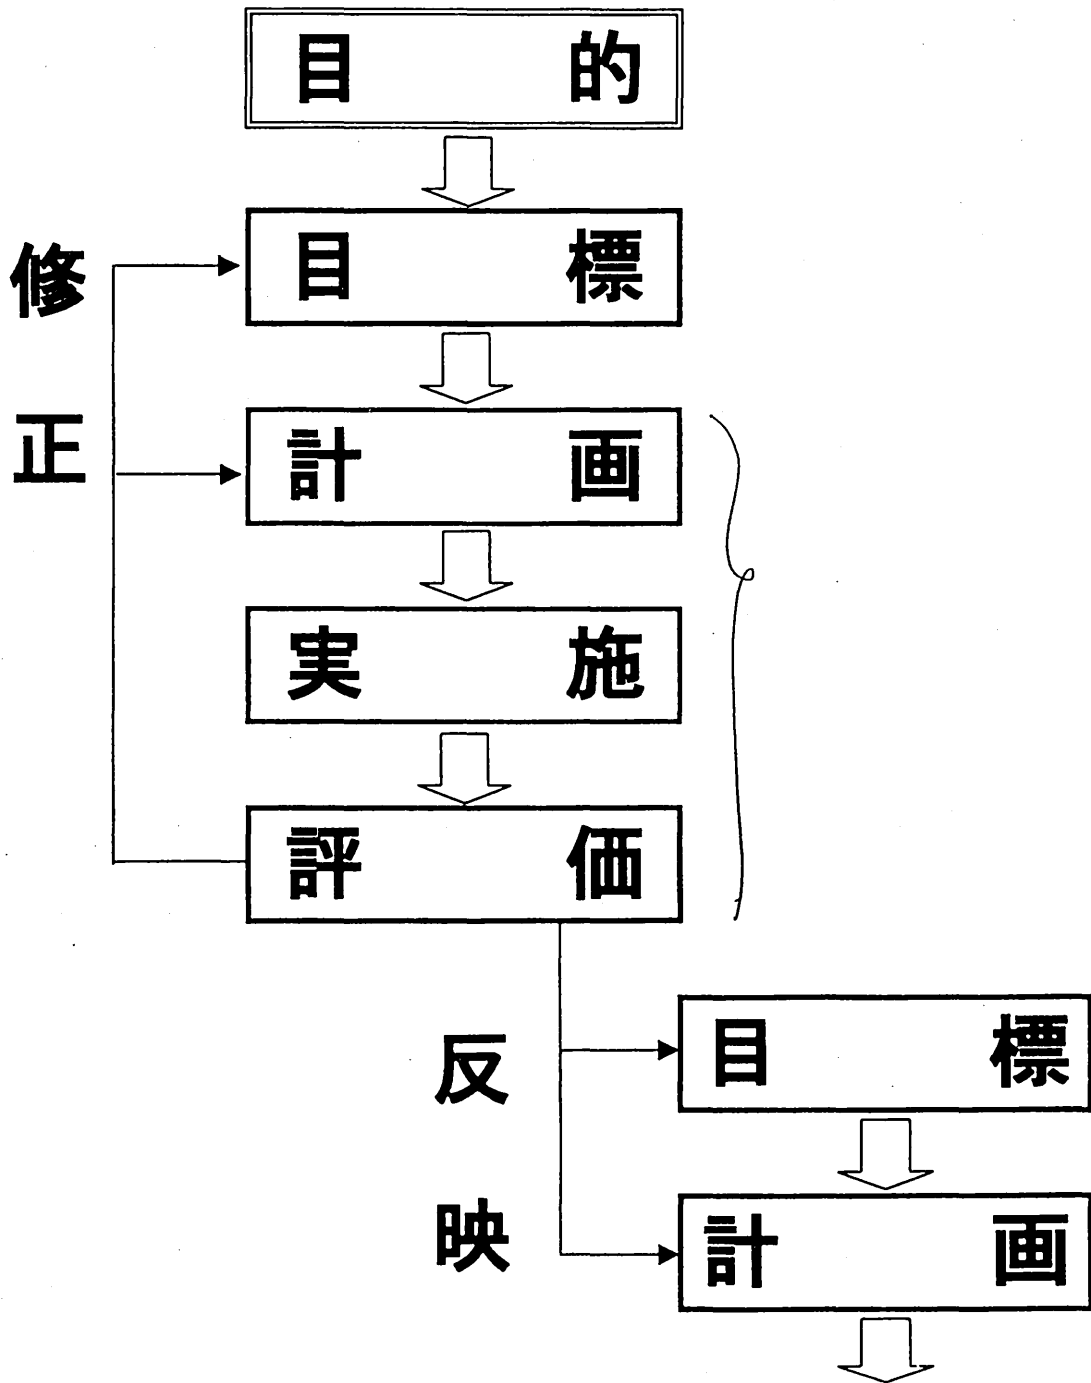 目 的
目 標
修正
計 画
実 施
評 価
反映
目 標
計 画